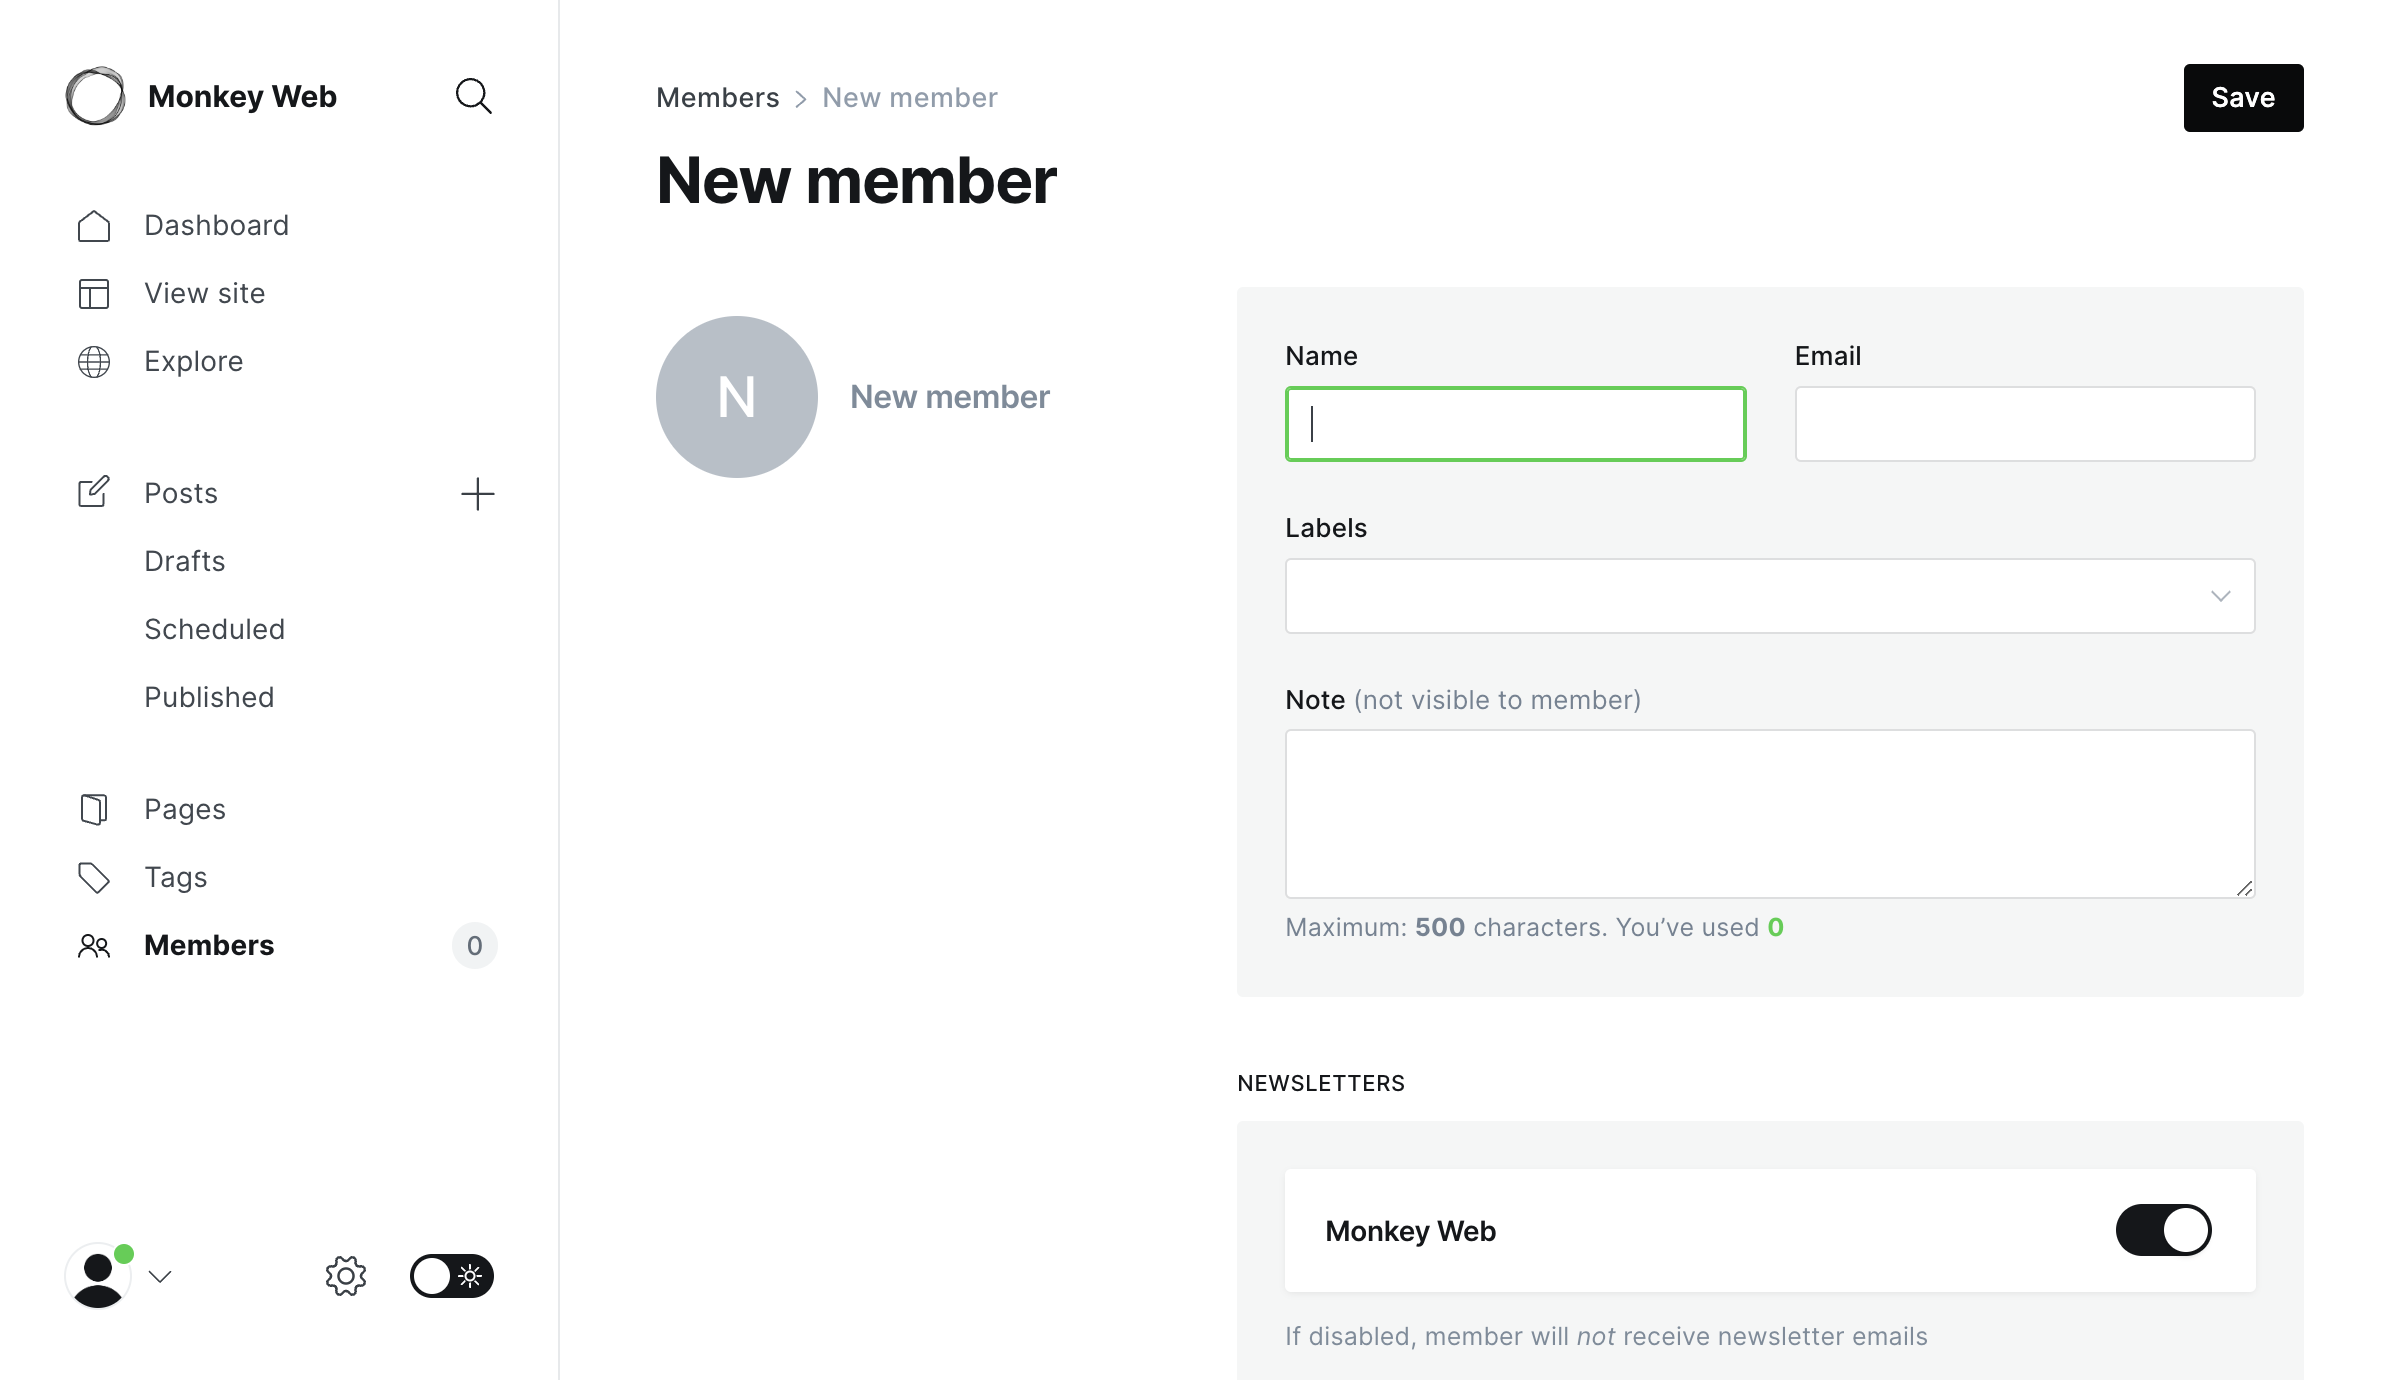 Monkey Web
Dashboard
View site
Explore
Posts
Drafts
Scheduled
Published
Pages
Tags
Members 0
Members > New member
Save
New member
N
New member
Name
Email
Labels
Note (not visible to member)
Maximum: 500 characters. You’ve used 0
NEWSLETTERS
Monkey Web
If disabled, member will not receive newsletter emails